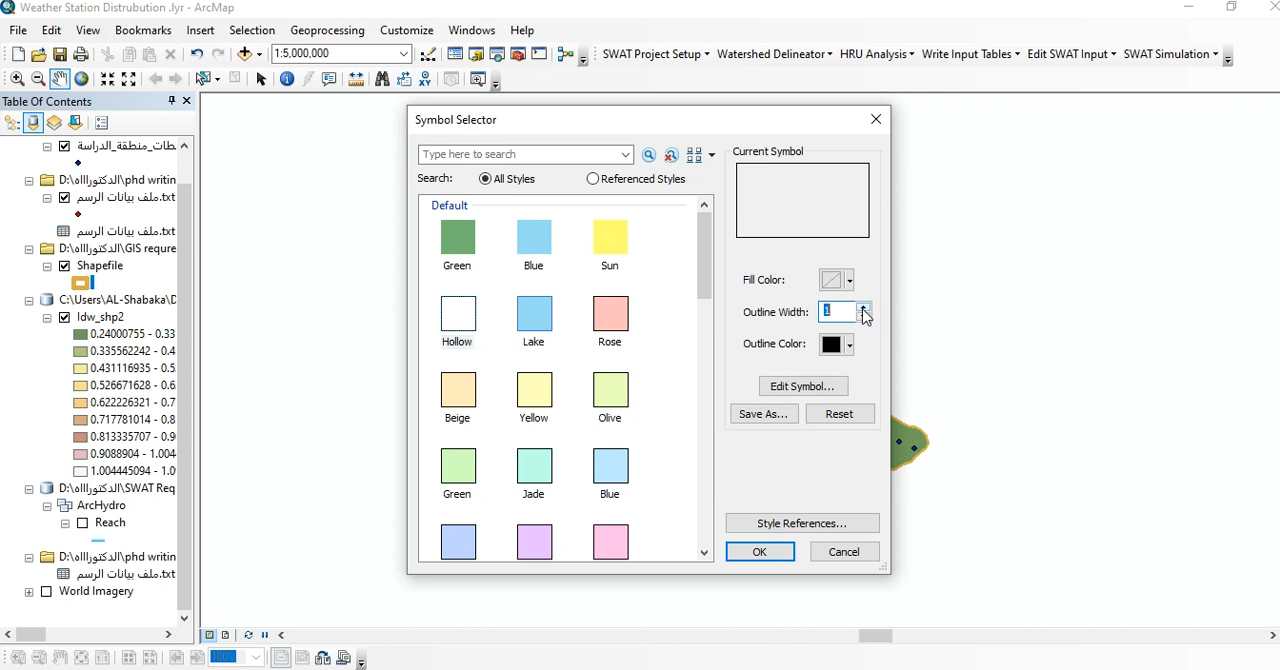 Weather Station Distrubution .lyr - ArcMap
File Edit View Bookmarks Insert Selection Geoprocessing Customize Windows Help
1:5,000,000 SWAT Project Setup Watershed Delineator HRU Analysis Write Input Tables Edit SWAT Input SWAT Simulation
Table Of Contents
طات_منطقة_الدراسة
D:\الدكتورااااه\phd writin
ملف بيانات الرسم.txt
ملف بيانات الرسم.txt
D:\الدكتورااااه\GIS requre
Shapefile
C:\Users\AL-Shabaka\D
Idw_shp2
0.24000755 - 0.33
0.335562242 - 0.4
0.431116935 - 0.5
0.526671628 - 0.6
0.622226321 - 0.7
0.717781014 - 0.8
0.813335707 - 0.9
0.9088904 - 1.004
1.004445094 - 1.0
D:\الدكتورااااه\SWAT Req
ArcHydro
Reach
D:\الدكتورااااه\phd writin
ملف بيانات الرسم.txt
World Imagery
Symbol Selector
Type here to search
Search: All Styles Referenced Styles
Default
Green Blue Sun
Hollow Lake Rose
Beige Yellow Olive
Green Jade Blue
Current Symbol
Fill Color:
Outline Width: 1
Outline Color:
Edit Symbol...
Save As... Reset
Style References...
OK Cancel
100%